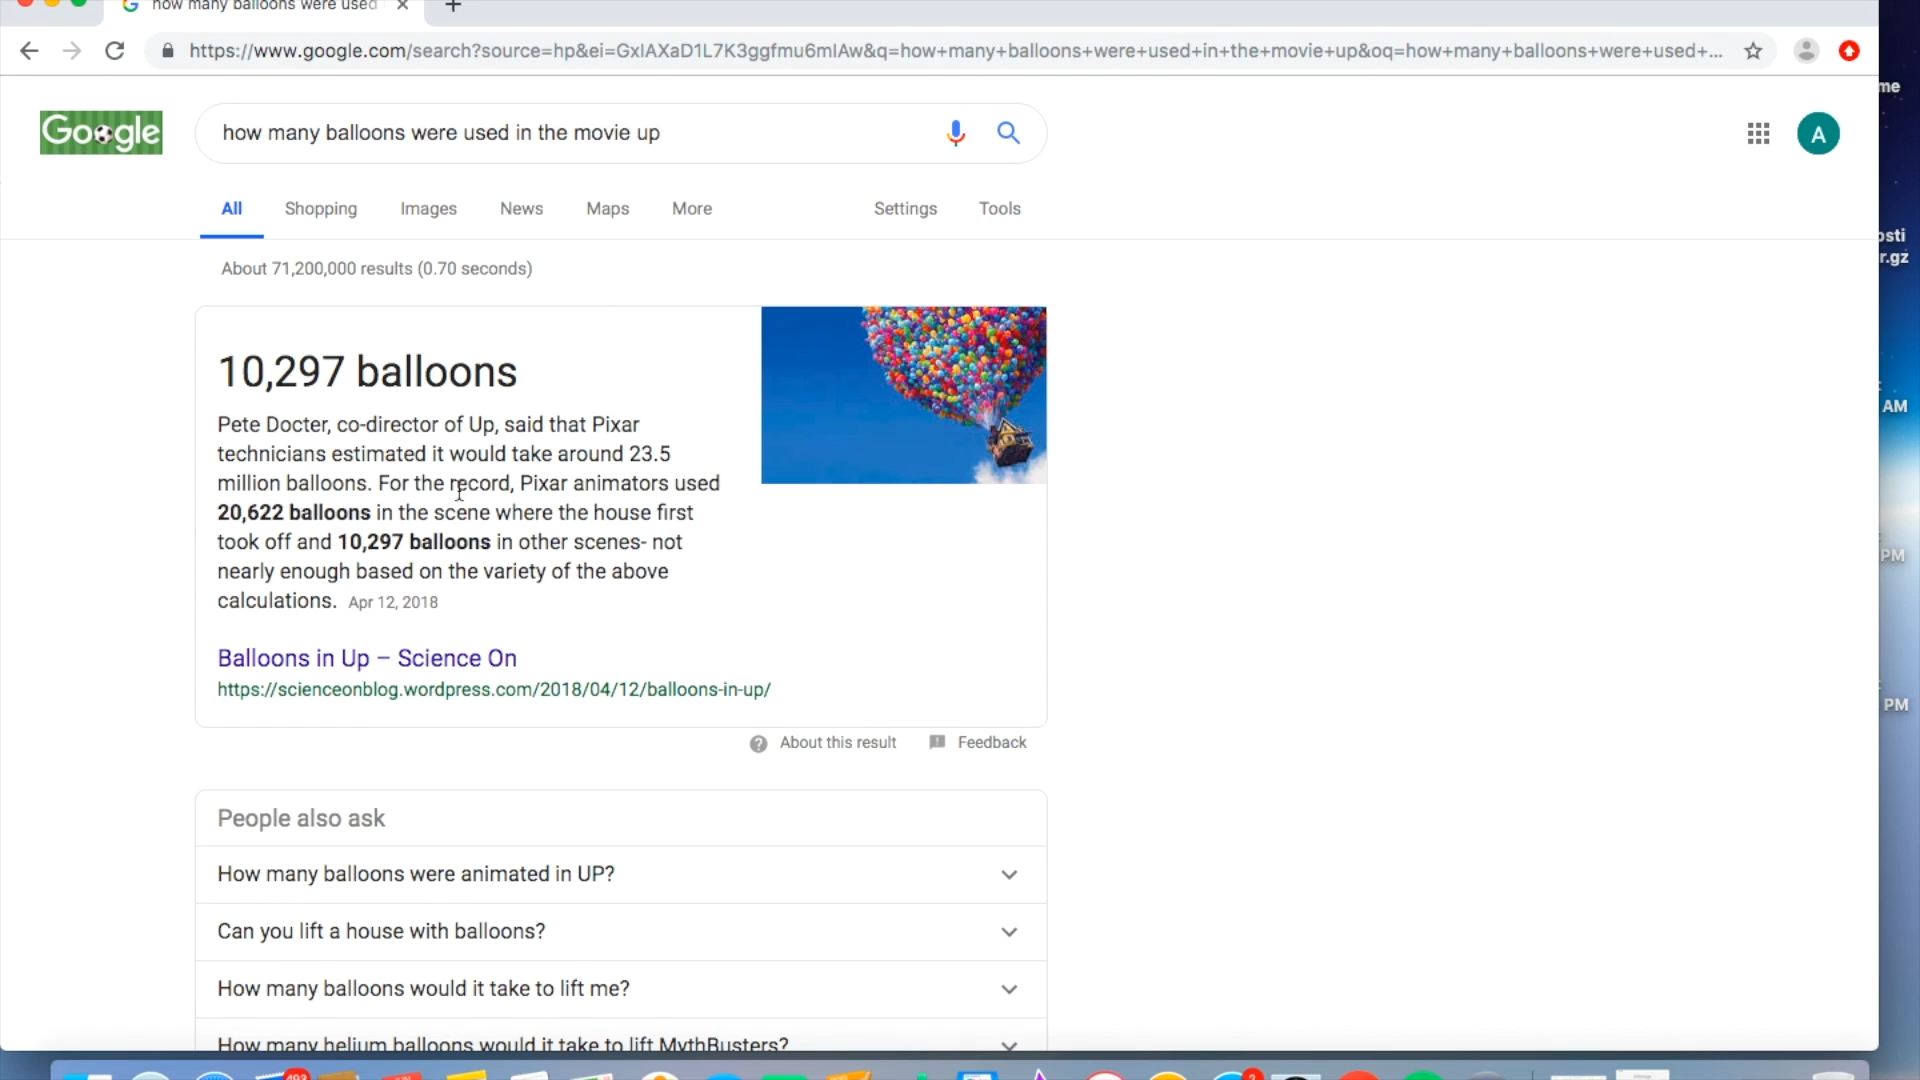 how many balloons were used
https://www.google.com/search?source=hp&ei=GxIAXaD1L7K3ggfmu6mIAw&q=how+many+balloons+were+used+in+the+movie+up&oq=how+many+balloons+were+used+...
me
Google
how many balloons were used in the movie up
A
All
Shopping
Images
News
Maps
More
Settings
Tools
osti
r.gz
About 71,200,000 results (0.70 seconds)
10,297 balloons
AM
Pete Docter, co-director of Up, said that Pixar
technicians estimated it would take around 23.5
million balloons. For the record, Pixar animators used
20,622 balloons in the scene where the house first
took off and 10,297 balloons in other scenes- not
nearly enough based on the variety of the above
calculations. Apr 12, 2018
PM
Balloons in Up – Science On
https://scienceonblog.wordpress.com/2018/04/12/balloons-in-up/
PM
About this result
Feedback
People also ask
How many balloons were animated in UP?
Can you lift a house with balloons?
How many balloons would it take to lift me?
How many helium balloons would it take to lift MythBusters?
493
2